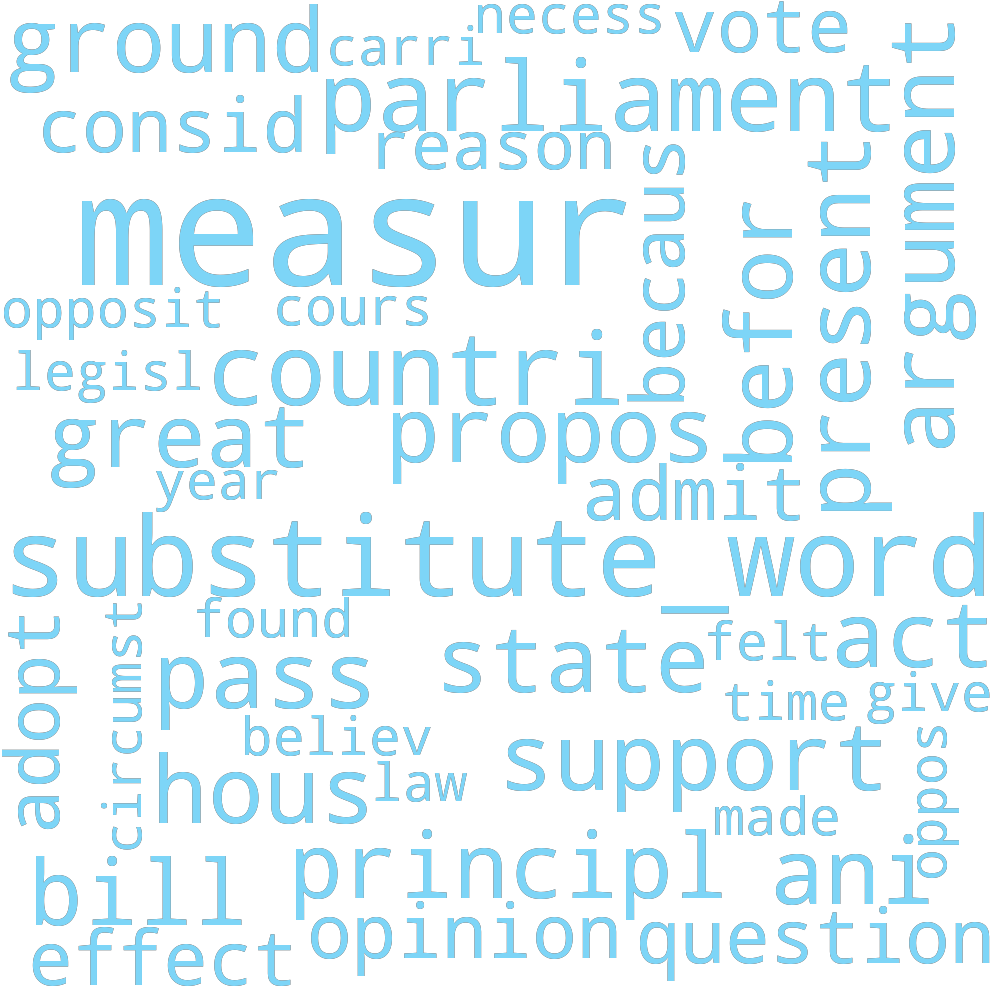 ground
carri
necess
vote
parliament
consid
reason
argument
measur
becaus
befor
present
opposit
cours
legisl
countri
great
propos
year
admit
substitute_word
adopt
circumst
found
pass
state
felt
act
time
give
believ
hous
law
support
made
oppos
bill
principl
ani
effect
opinion
question